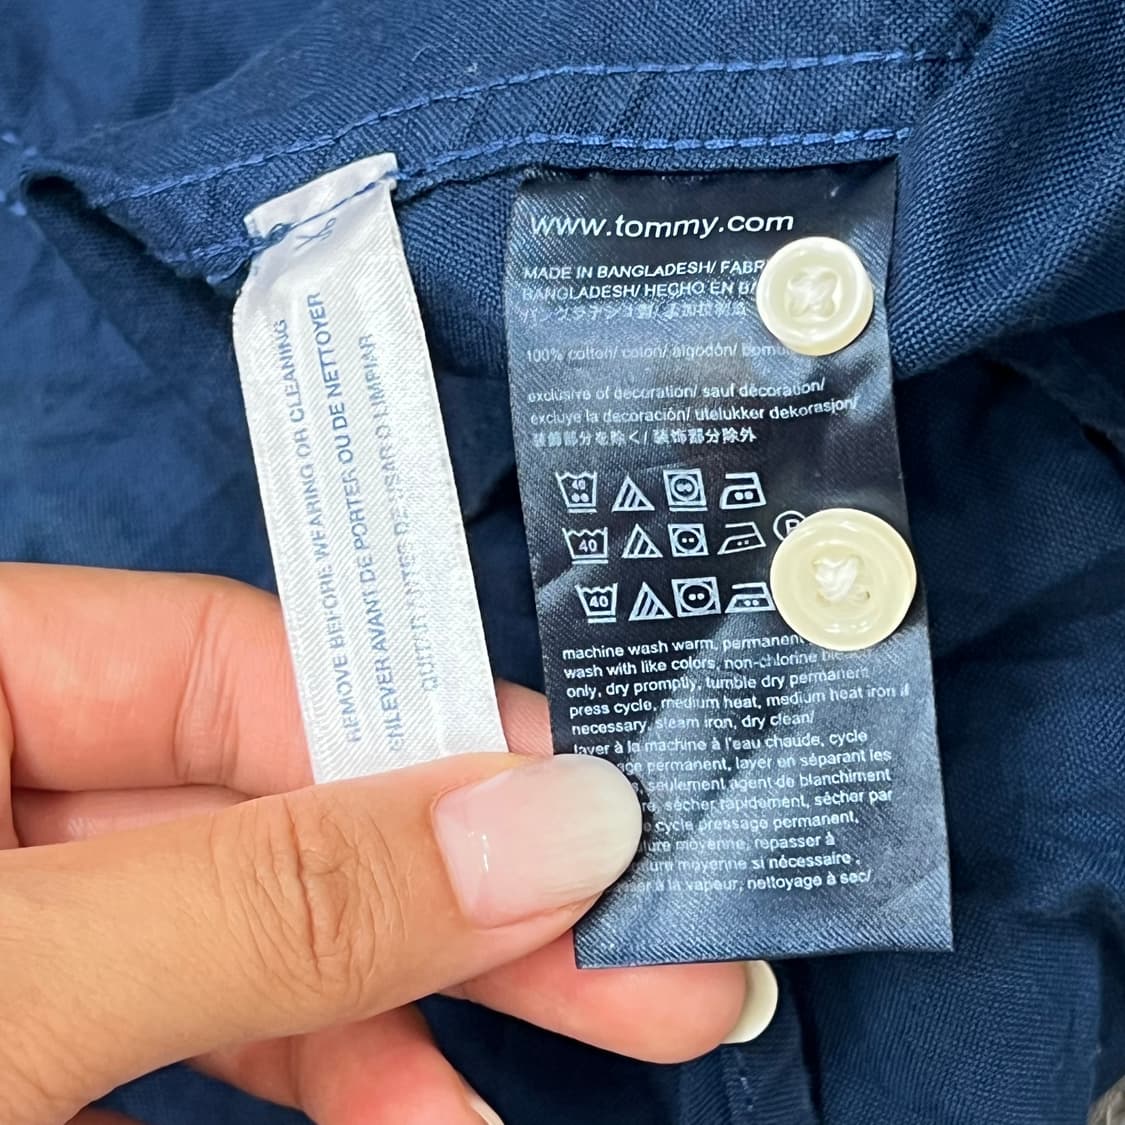 REMOVE BEFORE WEARING OR CLEANING
ENLEVER AVANT DE PORTER OU DE NETTOYER
QUITAR ANTES DE USAR O LIMPIAR
www.tommy.com
MADE IN BANGLADESH/ FABR
BANGLADESH/ HECHO EN BA
100% cotton/ coton/ algodón/ bomu
exclusive of decoration/ sauf décoration/
excluye la decoración/ utelukker dekorasjon/
装飾部分を除く/ 装饰部分除外
40
40
40
P
machine wash warm, permanent
wash with like colors, non-chlorine
only, dry promptly, tumble dry permanent
press cycle, medium heat, medium heat iron if
necessary, steam iron, dry clean/
laver à la machine à l'eau chaude, cycle
permanent, layer en séparant les
seulement agent de blanchiment
sécher rapidement, sécher par
cycle pressage permanent,
repasser à
moyenne si nécessaire .
à la vapeur, nettoyage à sec/